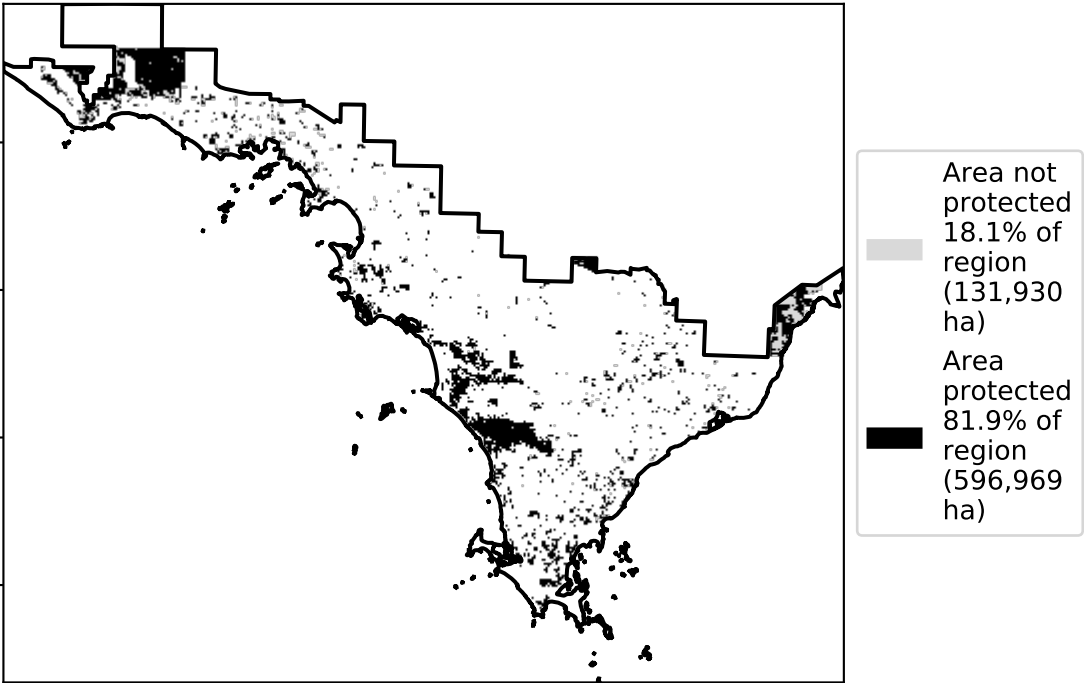 Area not
protected
18.1% of
region
(131,930
ha)
Area
protected
81.9% of
region
(596,969
ha)